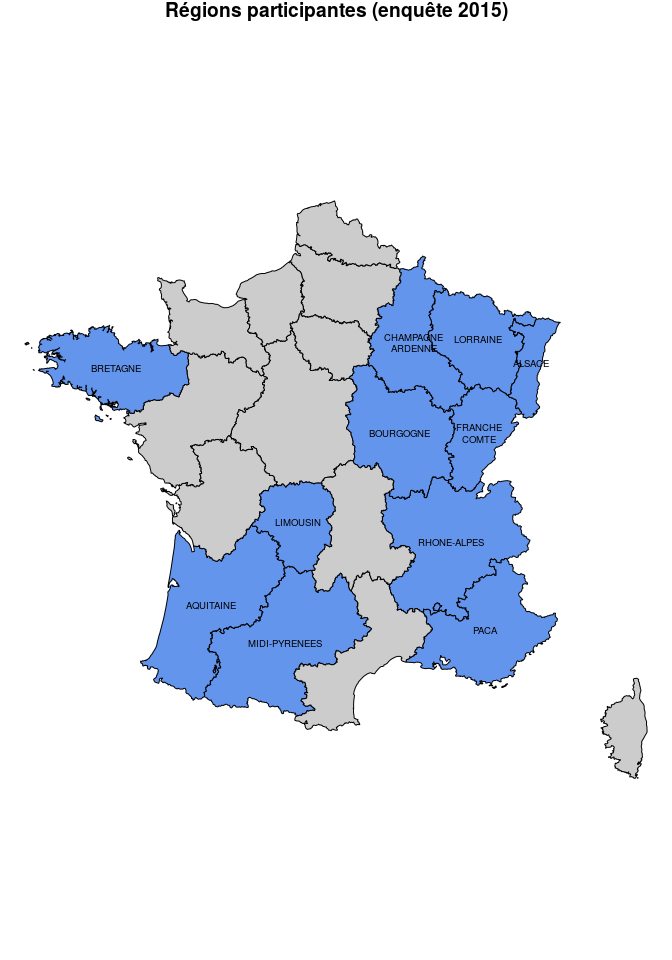 Régions participantes (enquête 2015)
CHAMPAGNE
ARDENNE
LORRAINE
ALSACE
BRETAGNE
BOURGOGNE
FRANCHE
COMTE
LIMOUSIN
RHONE-ALPES
AQUITAINE
MIDI-PYRENEES
PACA